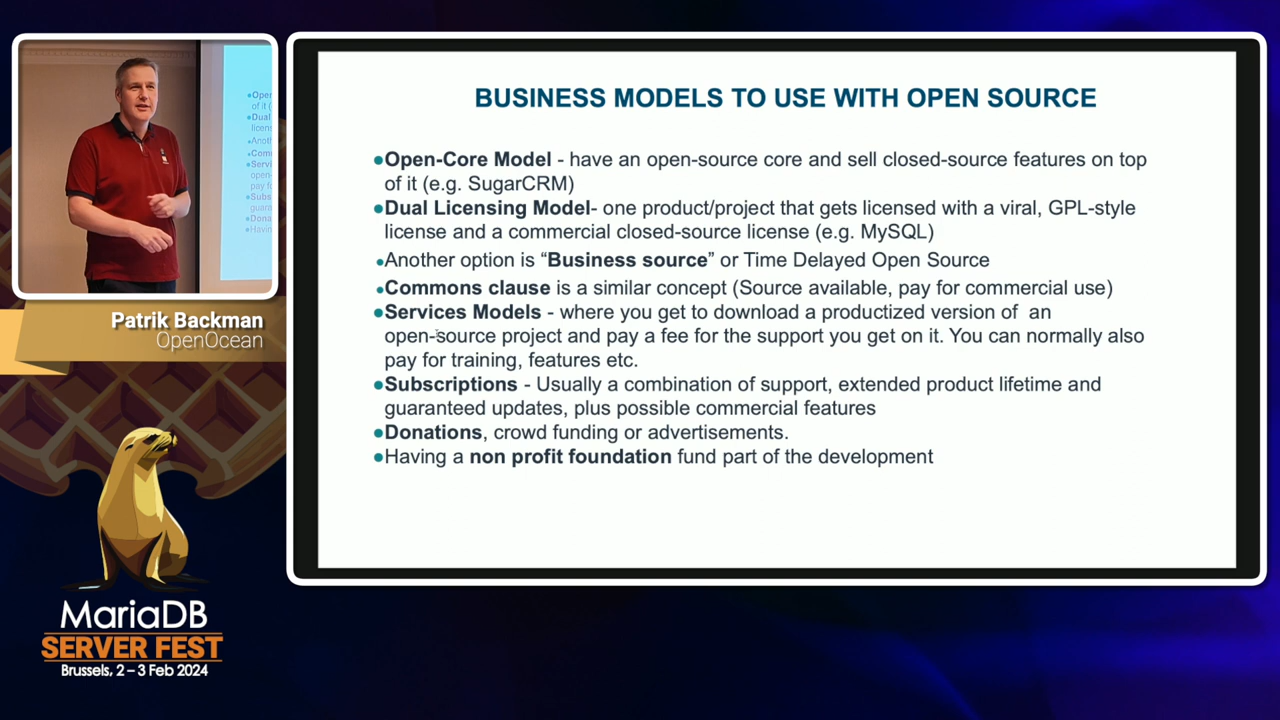 BUSINESS MODELS TO USE WITH OPEN SOURCE
●Open-Core Model - have an open-source core and sell closed-source features on top
of it (e.g. SugarCRM)
●Dual Licensing Model- one product/project that gets licensed with a viral, GPL-style
license and a commercial closed-source license (e.g. MySQL)
●Another option is “Business source” or Time Delayed Open Source
●Commons clause is a similar concept (Source available, pay for commercial use)
●Services Models - where you get to download a productized version of an
open-source project and pay a fee for the support you get on it. You can normally also
pay for training, features etc.
●Subscriptions - Usually a combination of support, extended product lifetime and
guaranteed updates, plus possible commercial features
●Donations, crowd funding or advertisements.
●Having a non profit foundation fund part of the development
Patrik Backman
OpenOcean
MariaDB
SERVER FEST
Brussels, 2 – 3 Feb 2024